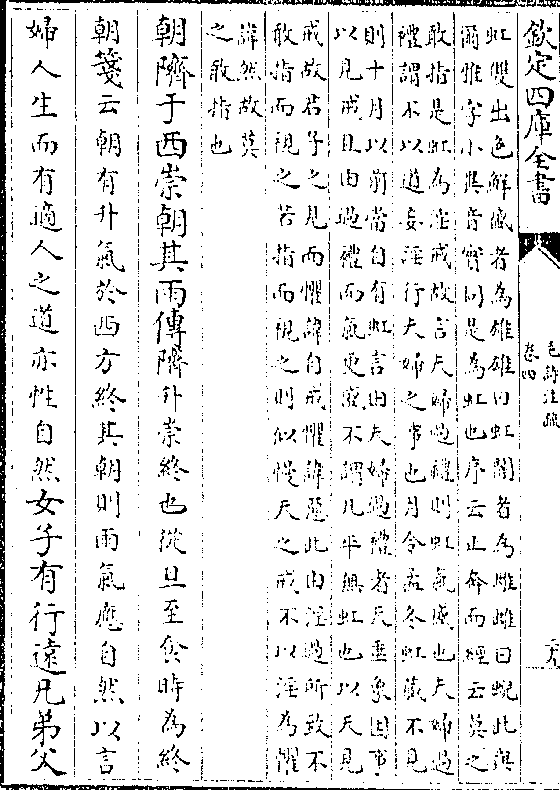 欽定四庫全書
毛詩注疏
卷四
虹雙出色鮮盛者為雄雄曰虹闇者為雌雌曰蜺此與
爾雅字小異音實同是為虹也序云止奔而經云莫之
敢指是虹為淫戒故言夫婦過禮則虹氣盛也夫婦過
禮謂不以道妄淫行夫婦之事也月令孟冬虹藏不見
則十月以前當自有虹言由夫婦過禮者天垂象因事
以見戒且由過禮而氣更盛不謂凡平無虹也以天見
戒故君子之見而懼諱自戒懼諱惡此由淫過所致不
敢指而視之若指而視之則似慢天之戒不以淫為懼
諱然故莫
之敢指也
朝隮于西崇朝其雨傳隮升崇終也從旦至食時為終
朝箋云朝有升氣於西方終其朝則雨氣應自然以言
婦人生而有適人之道亦性自然女子有行遠兄弟父